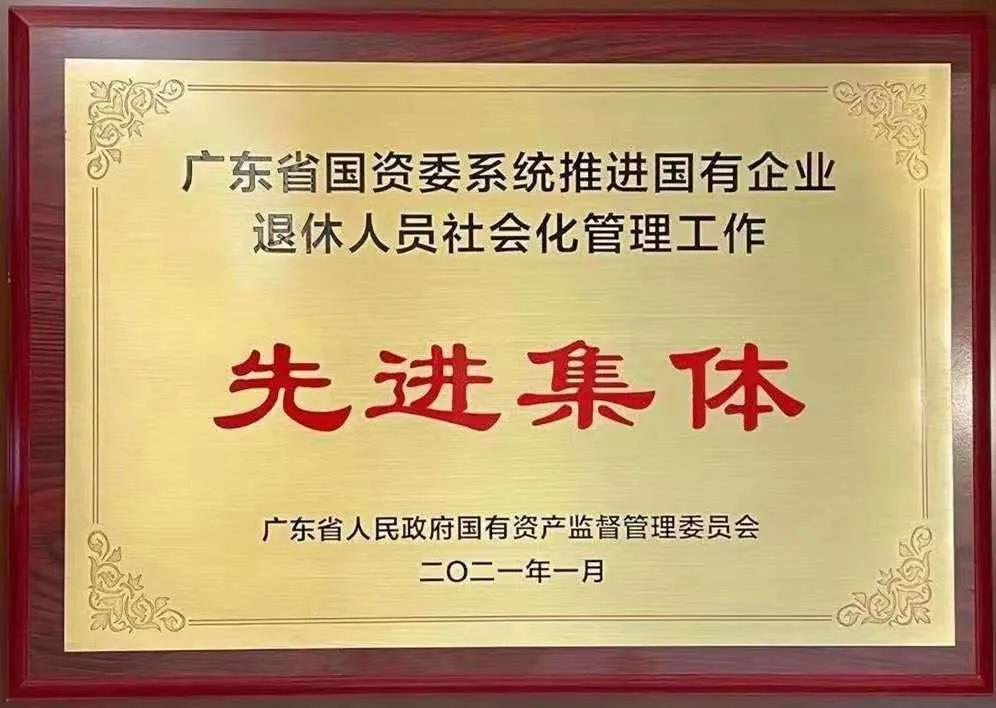 广东省国资委系统推进国有企业
退休人员社会化管理工作
先进集体
广东省人民政府国有资产监督管理委员会
二〇二一年一月